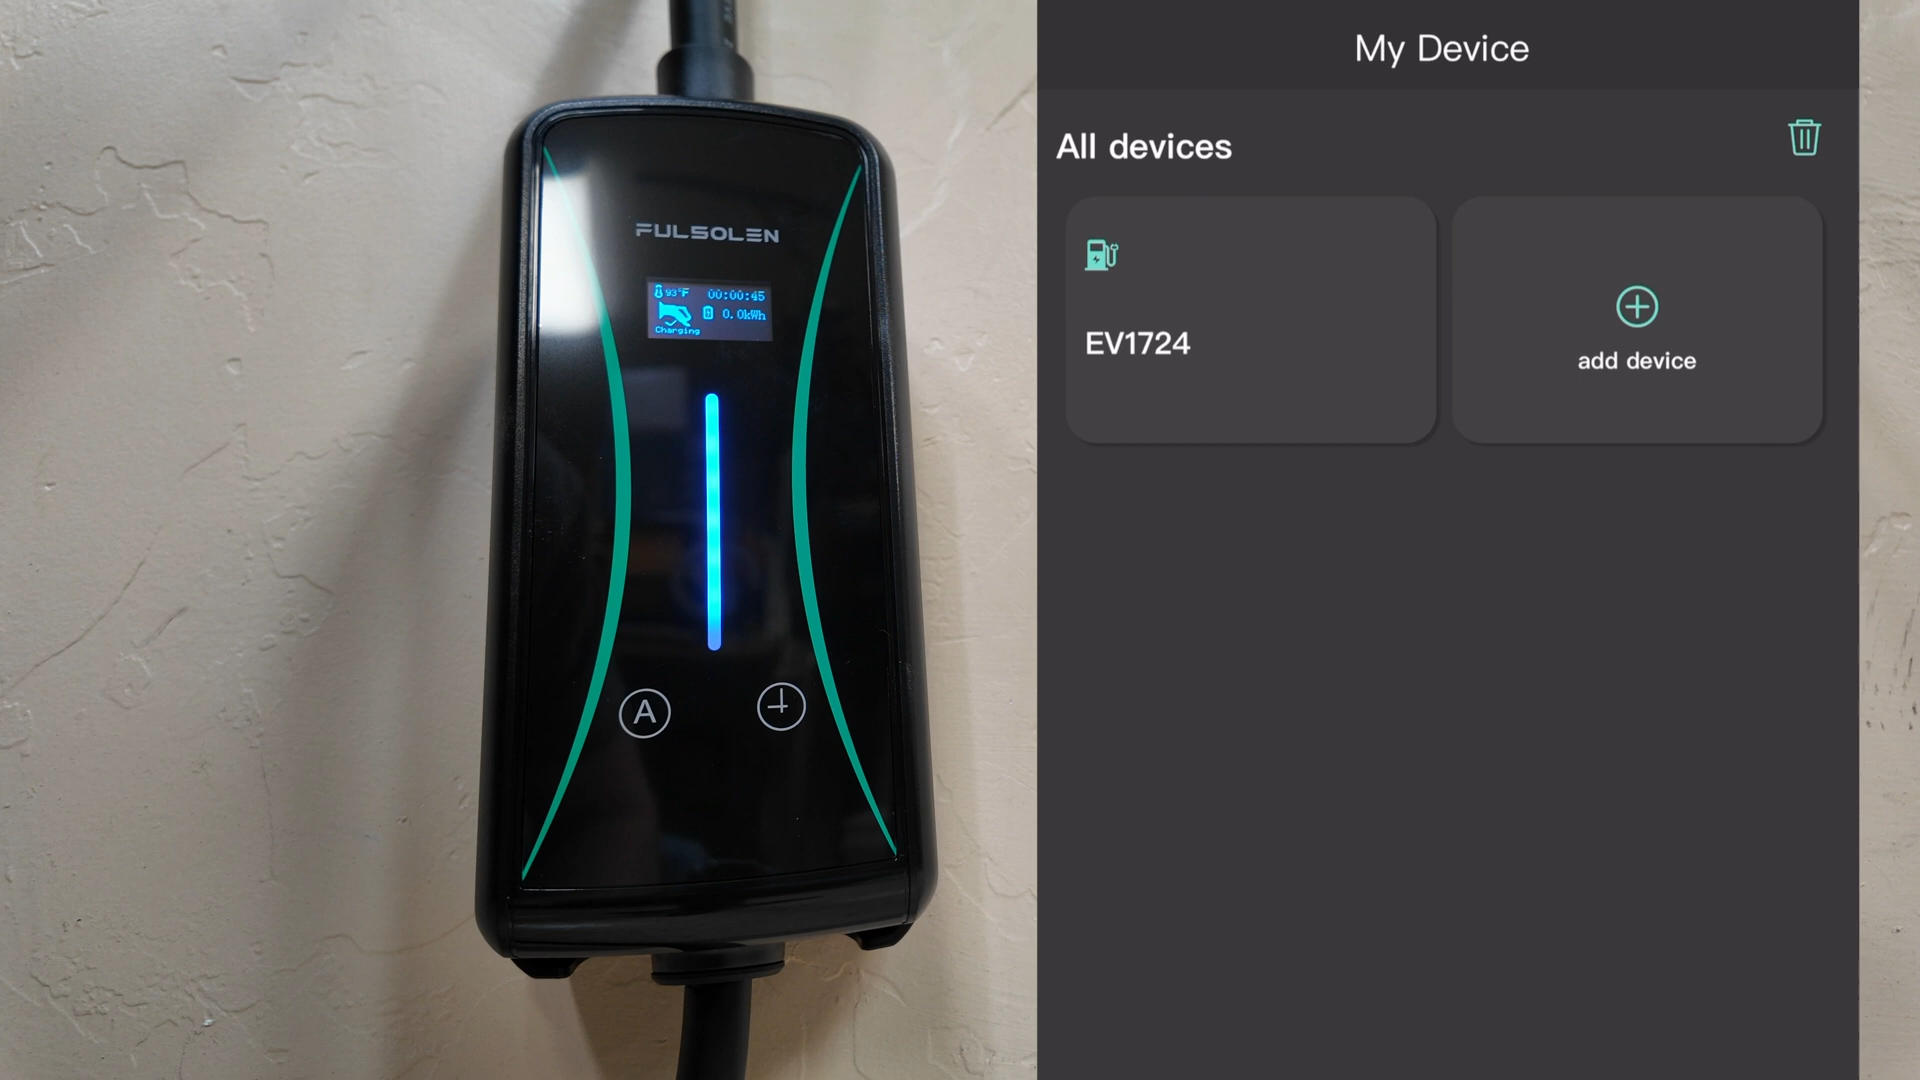 FULSOLEN
93°F 00:00:45
0.0kWh
Charging
A
My Device
All devices
EV1724
add device